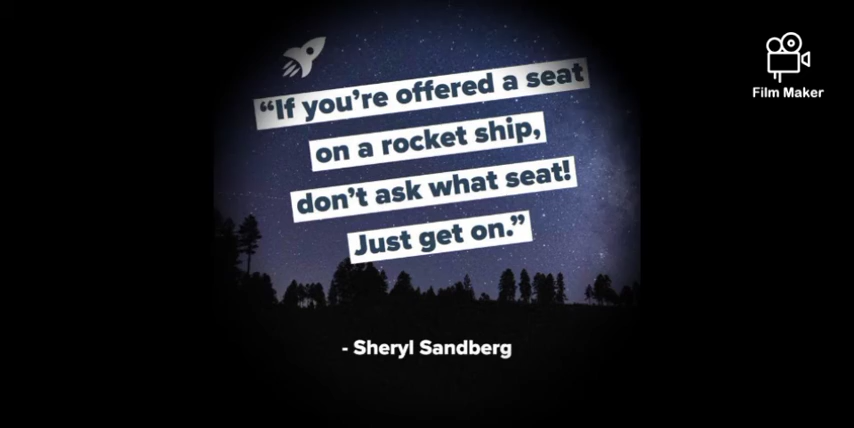 “If you’re offered a seat
on a rocket ship,
don’t ask what seat!
Just get on.”
- Sheryl Sandberg
Film Maker